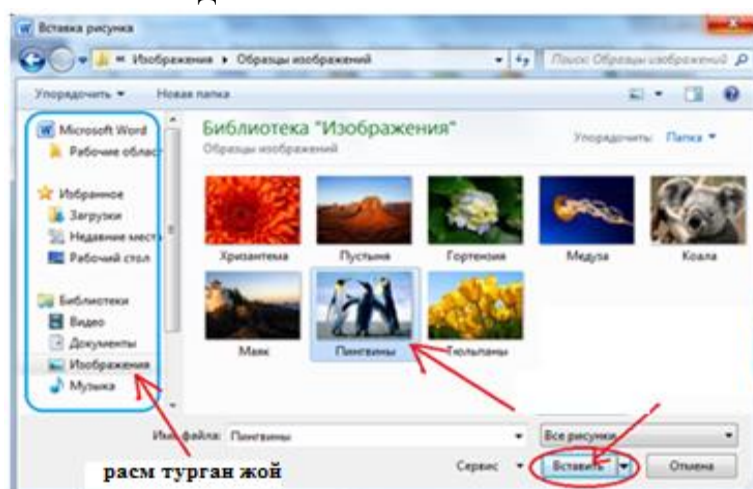 Вставка рисунка
Изображения ▸ Образцы изображений
Поиск: Образцы изображений
Упорядочить
Новая папка
Microsoft Word
Рабочие област
Избранное
Загрузки
Недавние мест
Рабочий стол
Библиотеки
Видео
Документы
Изображения
Музыка
Библиотека "Изображения"
Образцы изображений
Упорядочить: Папка
Хризантема
Пустыня
Гортензия
Медуза
Коала
Маяк
Пингвины
Тюльпаны
Имя файла: Пингвины
Все рисунки
расм турган жой
Сервис
Вставить
Отмена